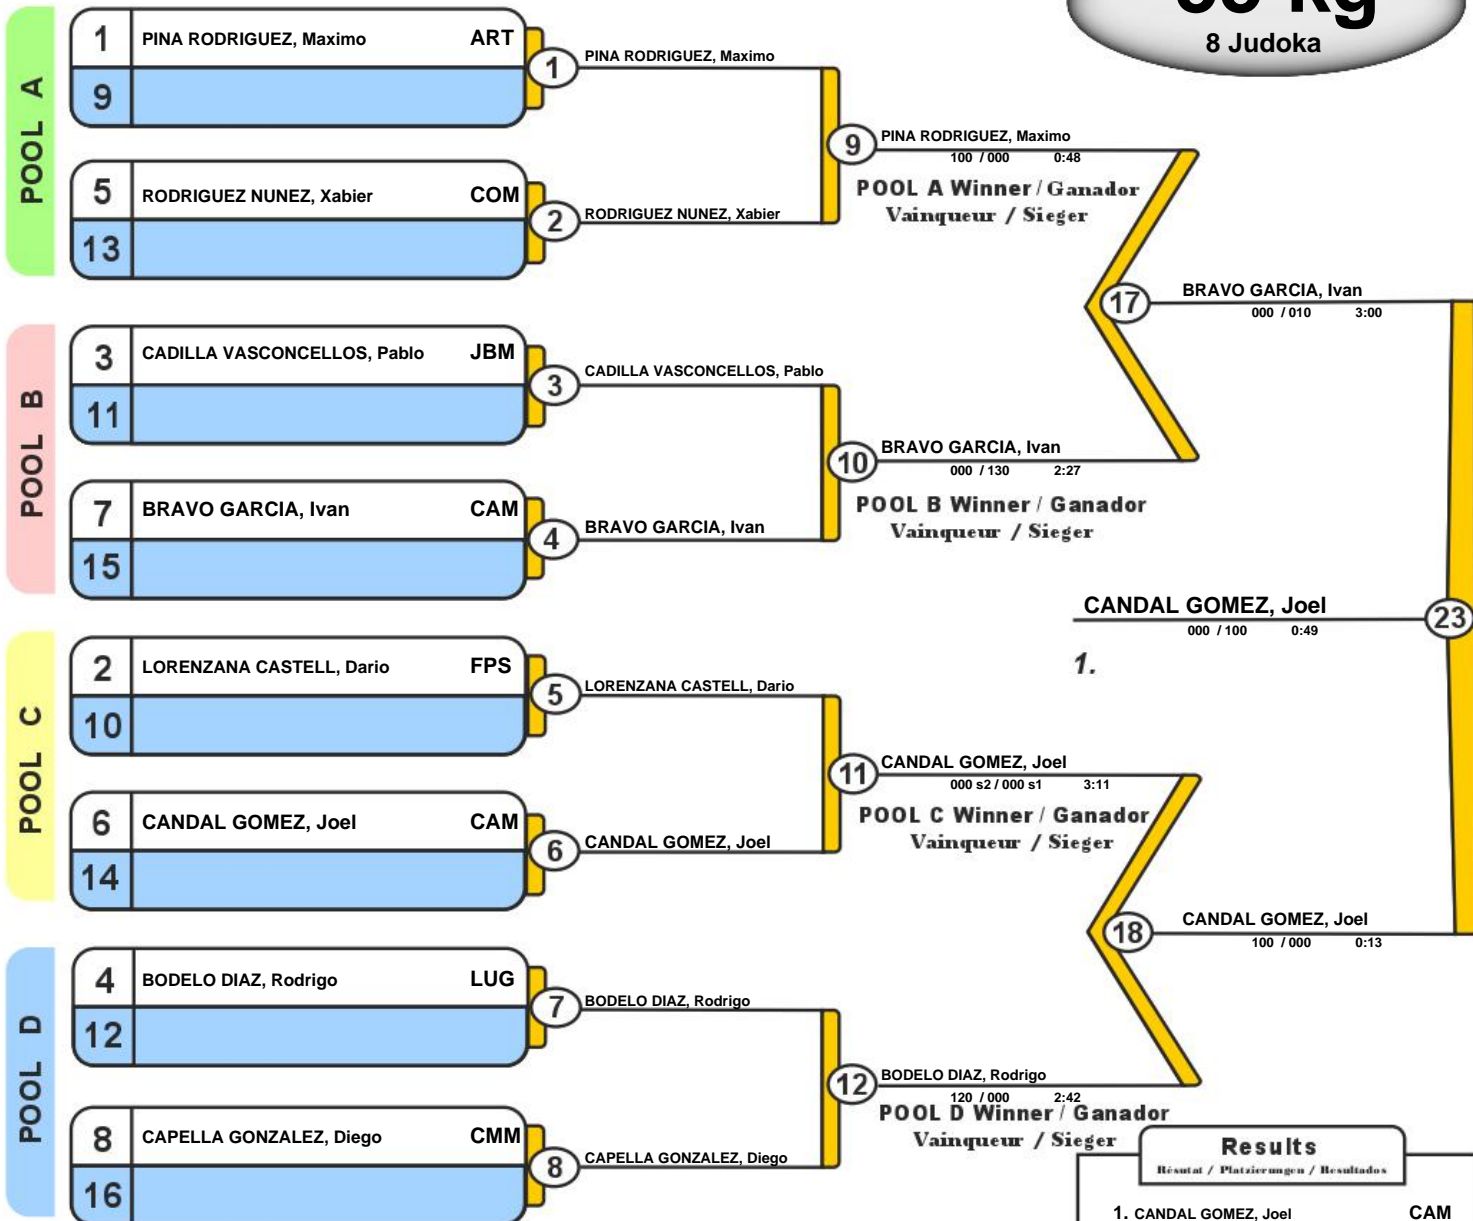 8 Judoka
POOL A
1 PINA RODRIGUEZ, Maximo ART
9
1 PINA RODRIGUEZ, Maximo
5 RODRIGUEZ NUNEZ, Xabier COM
13
2 RODRIGUEZ NUNEZ, Xabier
9 PINA RODRIGUEZ, Maximo
100 / 000 0:48
POOL A Winner / Ganador
Vainqueur / Sieger
POOL B
3 CADILLA VASCONCELLOS, Pablo JBM
11
3 CADILLA VASCONCELLOS, Pablo
7 BRAVO GARCIA, Ivan CAM
15
4 BRAVO GARCIA, Ivan
10 BRAVO GARCIA, Ivan
000 / 130 2:27
POOL B Winner / Ganador
Vainqueur / Sieger
17 BRAVO GARCIA, Ivan
000 / 010 3:00
CANDAL GOMEZ, Joel 23
000 / 100 0:49
1.
POOL C
2 LORENZANA CASTELL, Dario FPS
10
5 LORENZANA CASTELL, Dario
6 CANDAL GOMEZ, Joel CAM
14
6 CANDAL GOMEZ, Joel
11 CANDAL GOMEZ, Joel
000 s2 / 000 s1 3:11
POOL C Winner / Ganador
Vainqueur / Sieger
18 CANDAL GOMEZ, Joel
100 / 000 0:13
POOL D
4 BODELO DIAZ, Rodrigo LUG
12
7 BODELO DIAZ, Rodrigo
8 CAPELLA GONZALEZ, Diego CMM
16
8 CAPELLA GONZALEZ, Diego
12 BODELO DIAZ, Rodrigo
120 / 000 2:42
POOL D Winner / Ganador
Vainqueur / Sieger
Results
Résutat / Platzierungen / Resultados
1. CANDAL GOMEZ, Joel CAM